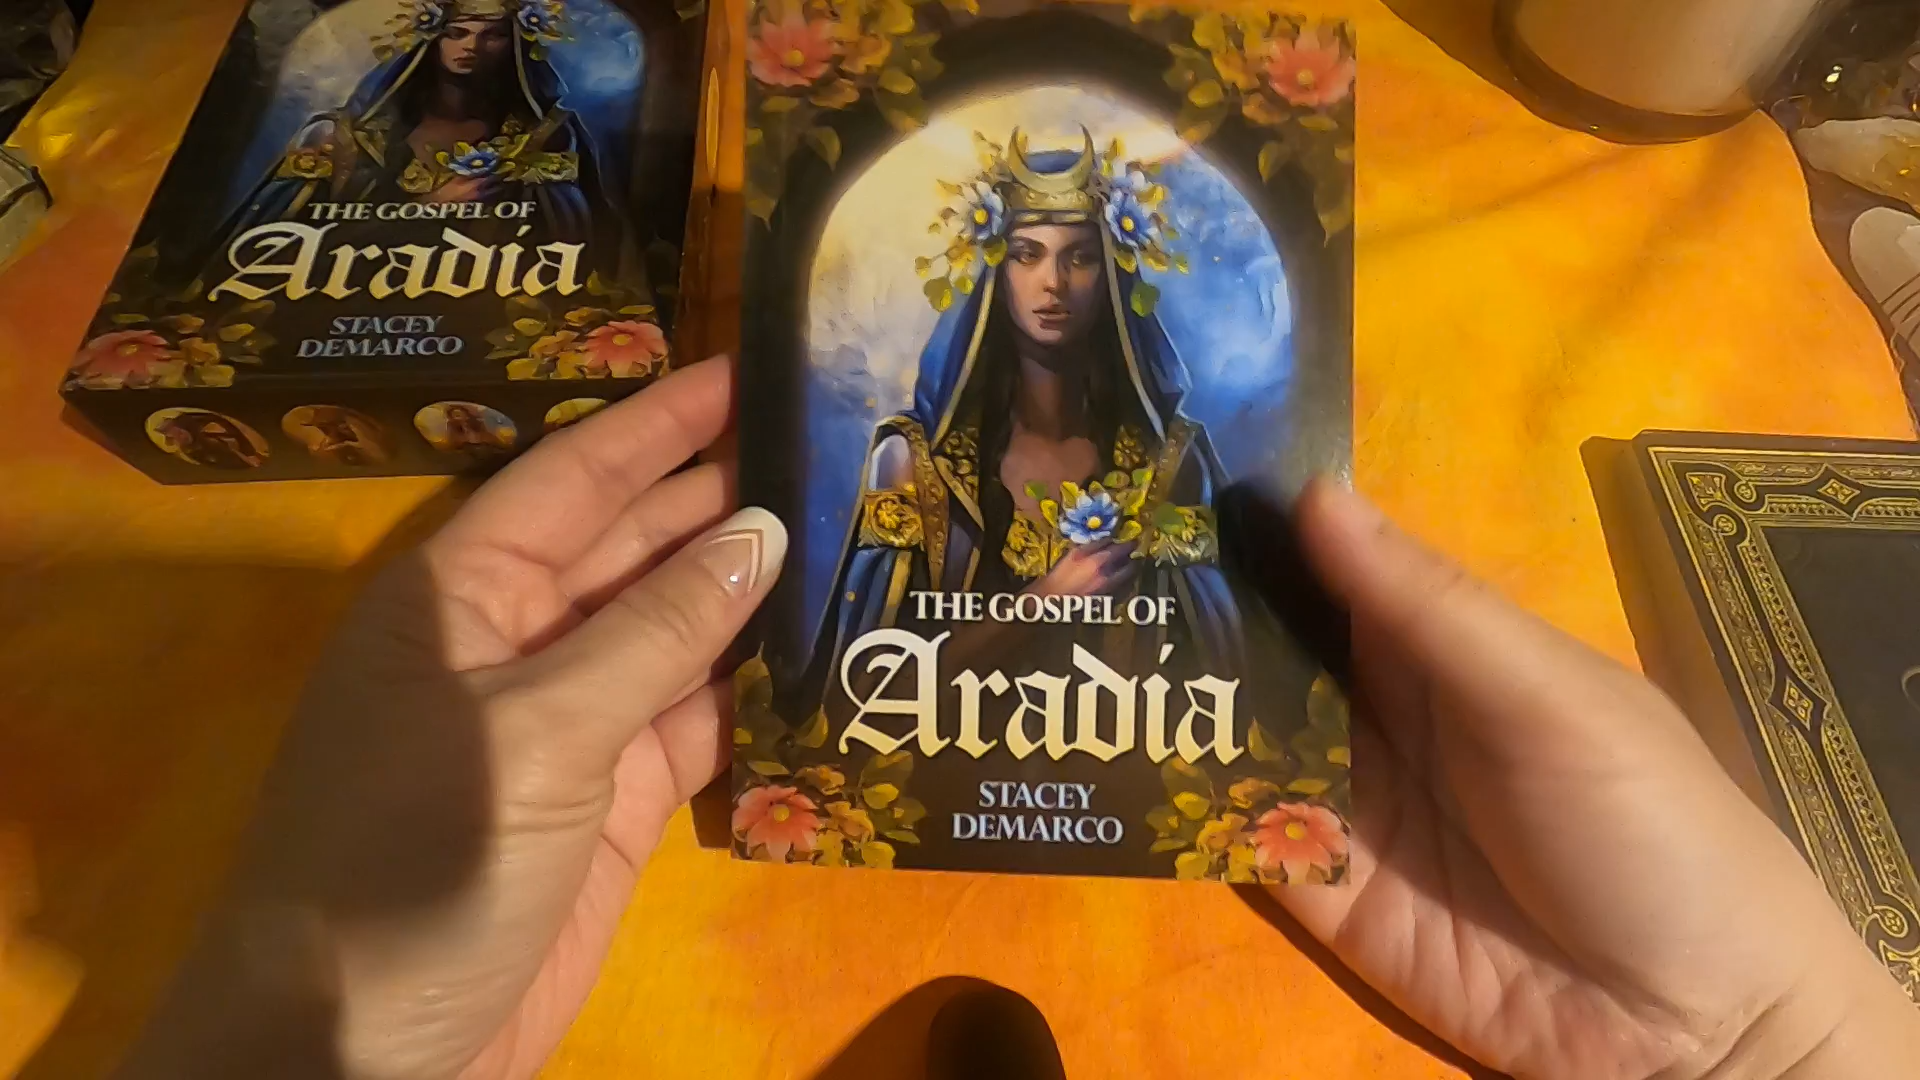 THE GOSPEL OF
Aradia
STACEY
DEMARCO
THE GOSPEL OF
Aradia
STACEY
DEMARCO